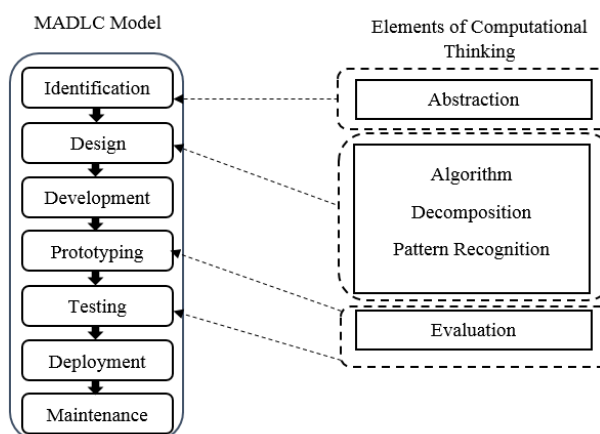 MADLC Model
Identification
Design
Development
Prototyping
Testing
Deployment
Maintenance
Elements of Computational
Thinking
Abstraction
Algorithm
Decomposition
Pattern Recognition
Evaluation